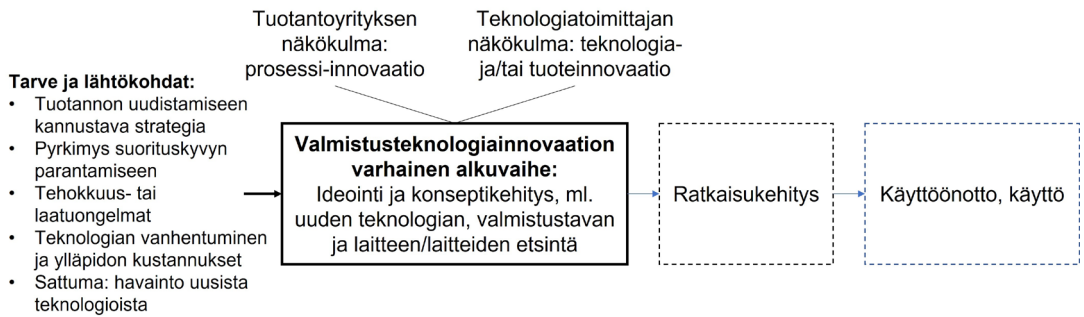 Tuotantoyrityksen
näkökulma:
prosessi-innovaatio
Teknologiatoimittajan
näkökulma: teknologia-
ja/tai tuoteinnovaatio
Tarve ja lähtökohdat:
• Tuotannon uudistamiseen
kannustava strategia
• Pyrkimys suorituskyvyn
parantamiseen
• Tehokkuus- tai
laatuongelmat
• Teknologian vanhentuminen
ja ylläpidon kustannukset
• Sattuma: havainto uusista
teknologioista
Valmistusteknologiainnovaation
varhainen alkuvaihe:
Ideointi ja konseptikehitys, ml.
uuden teknologian, valmistustavan
ja laitteen/laitteiden etsintä
Ratkaisukehitys
Käyttöönotto, käyttö